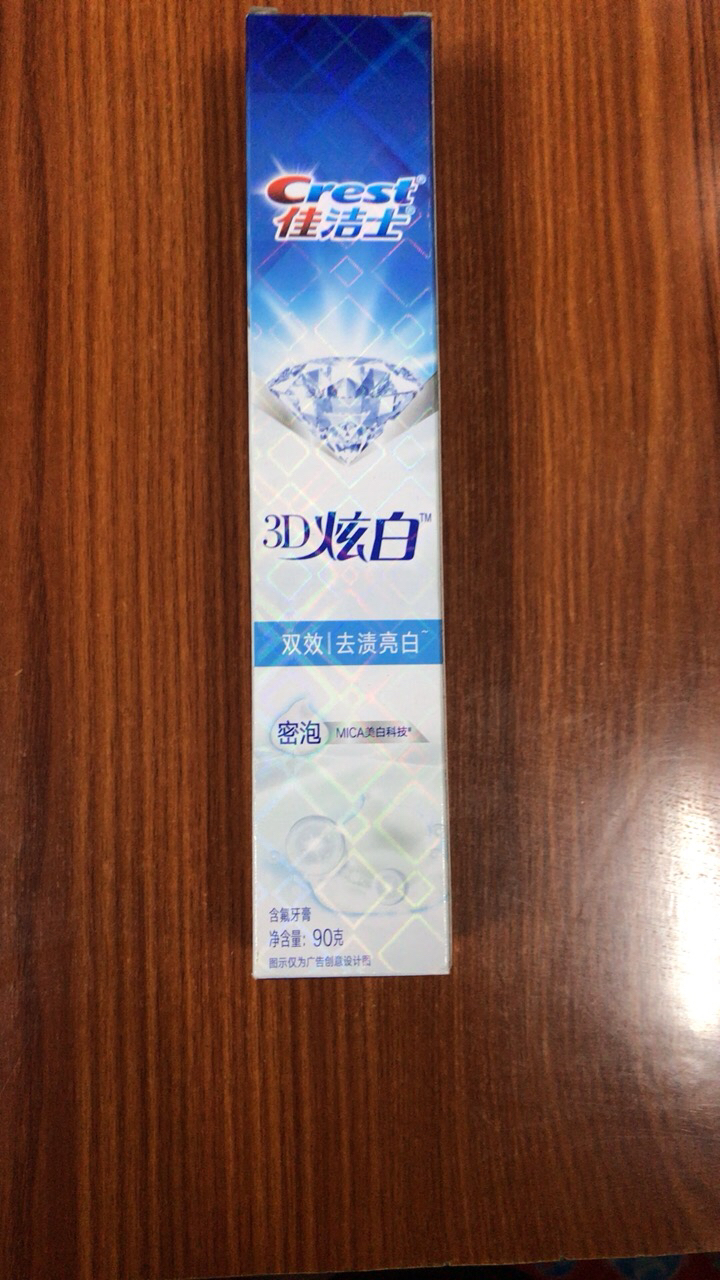 Crest®
佳洁士®
3D炫白™
双效|去渍亮白~
密泡 MICA美白科技*
含氟牙膏
净含量: 90克
图示仅为广告创意设计图